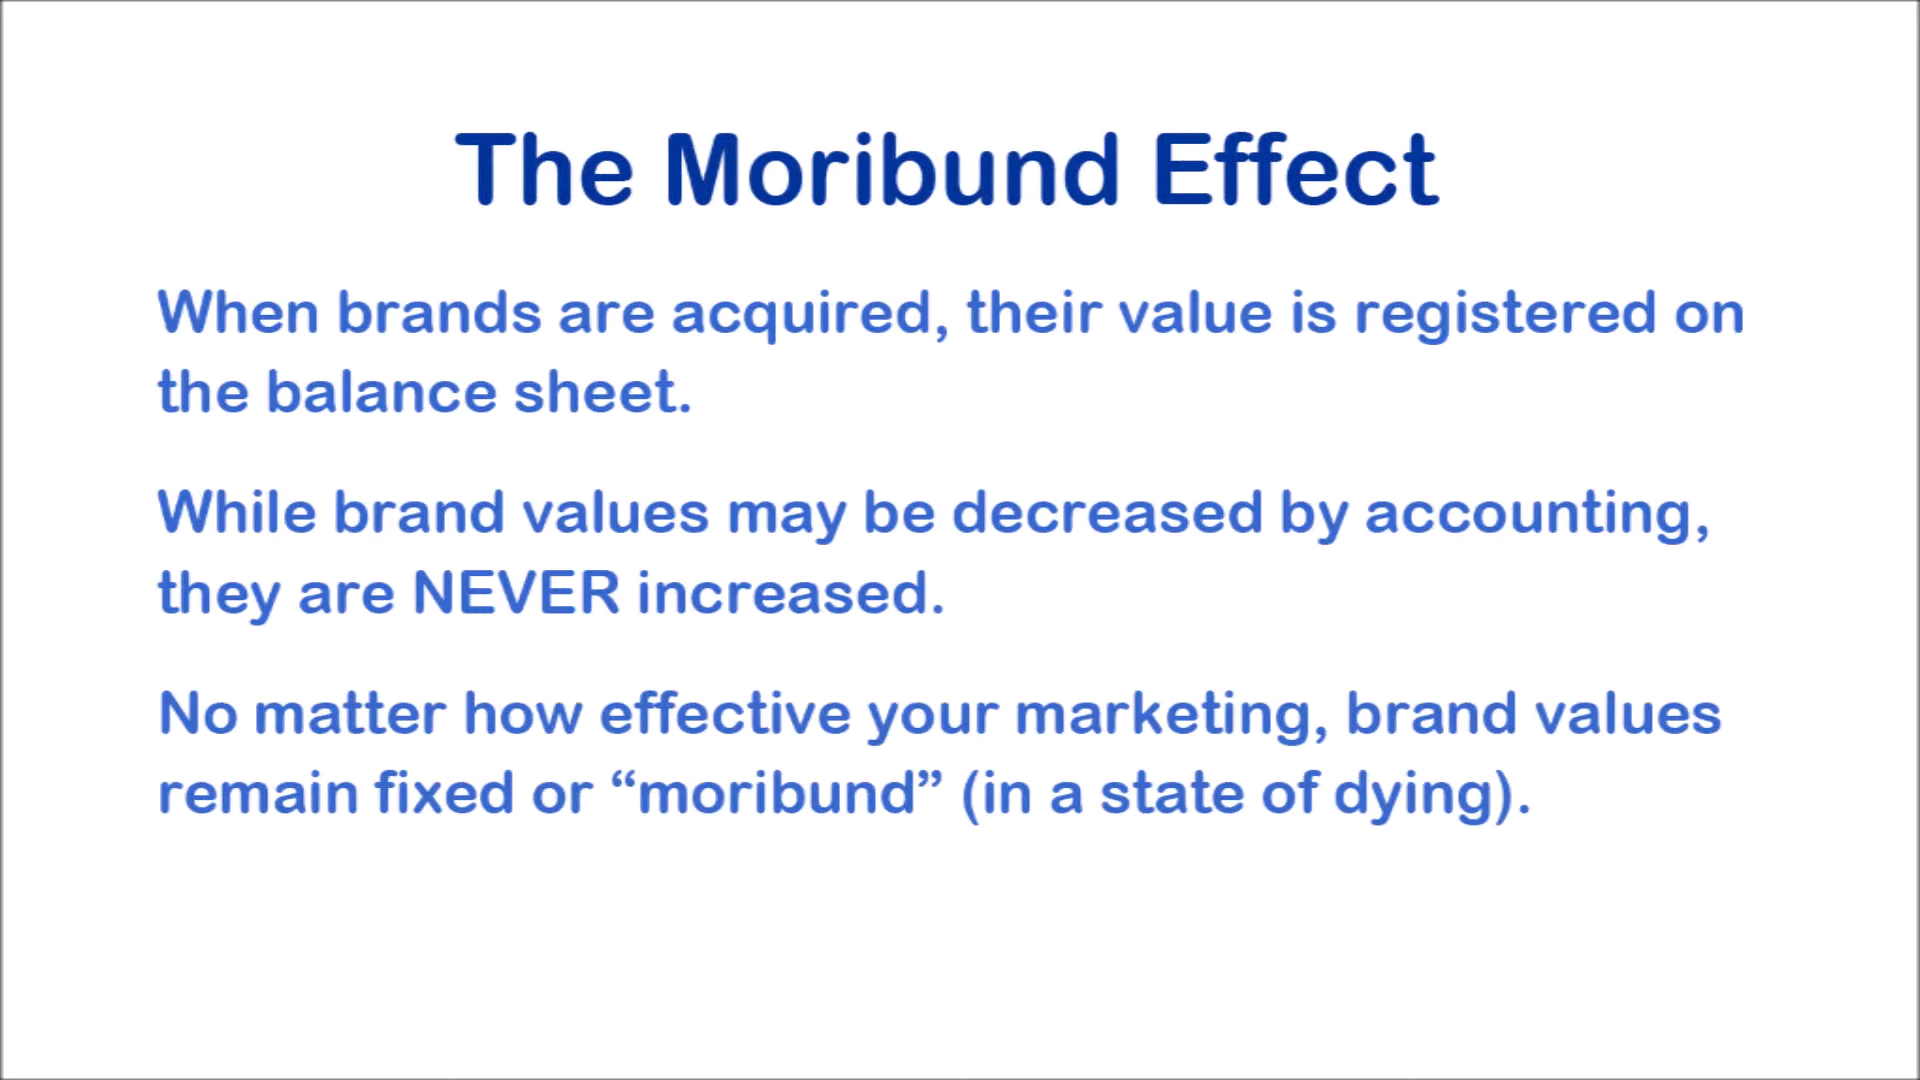 The Moribund Effect
When brands are acquired, their value is registered on
the balance sheet.
While brand values may be decreased by accounting,
they are NEVER increased.
No matter how effective your marketing, brand values
remain fixed or “moribund” (in a state of dying).